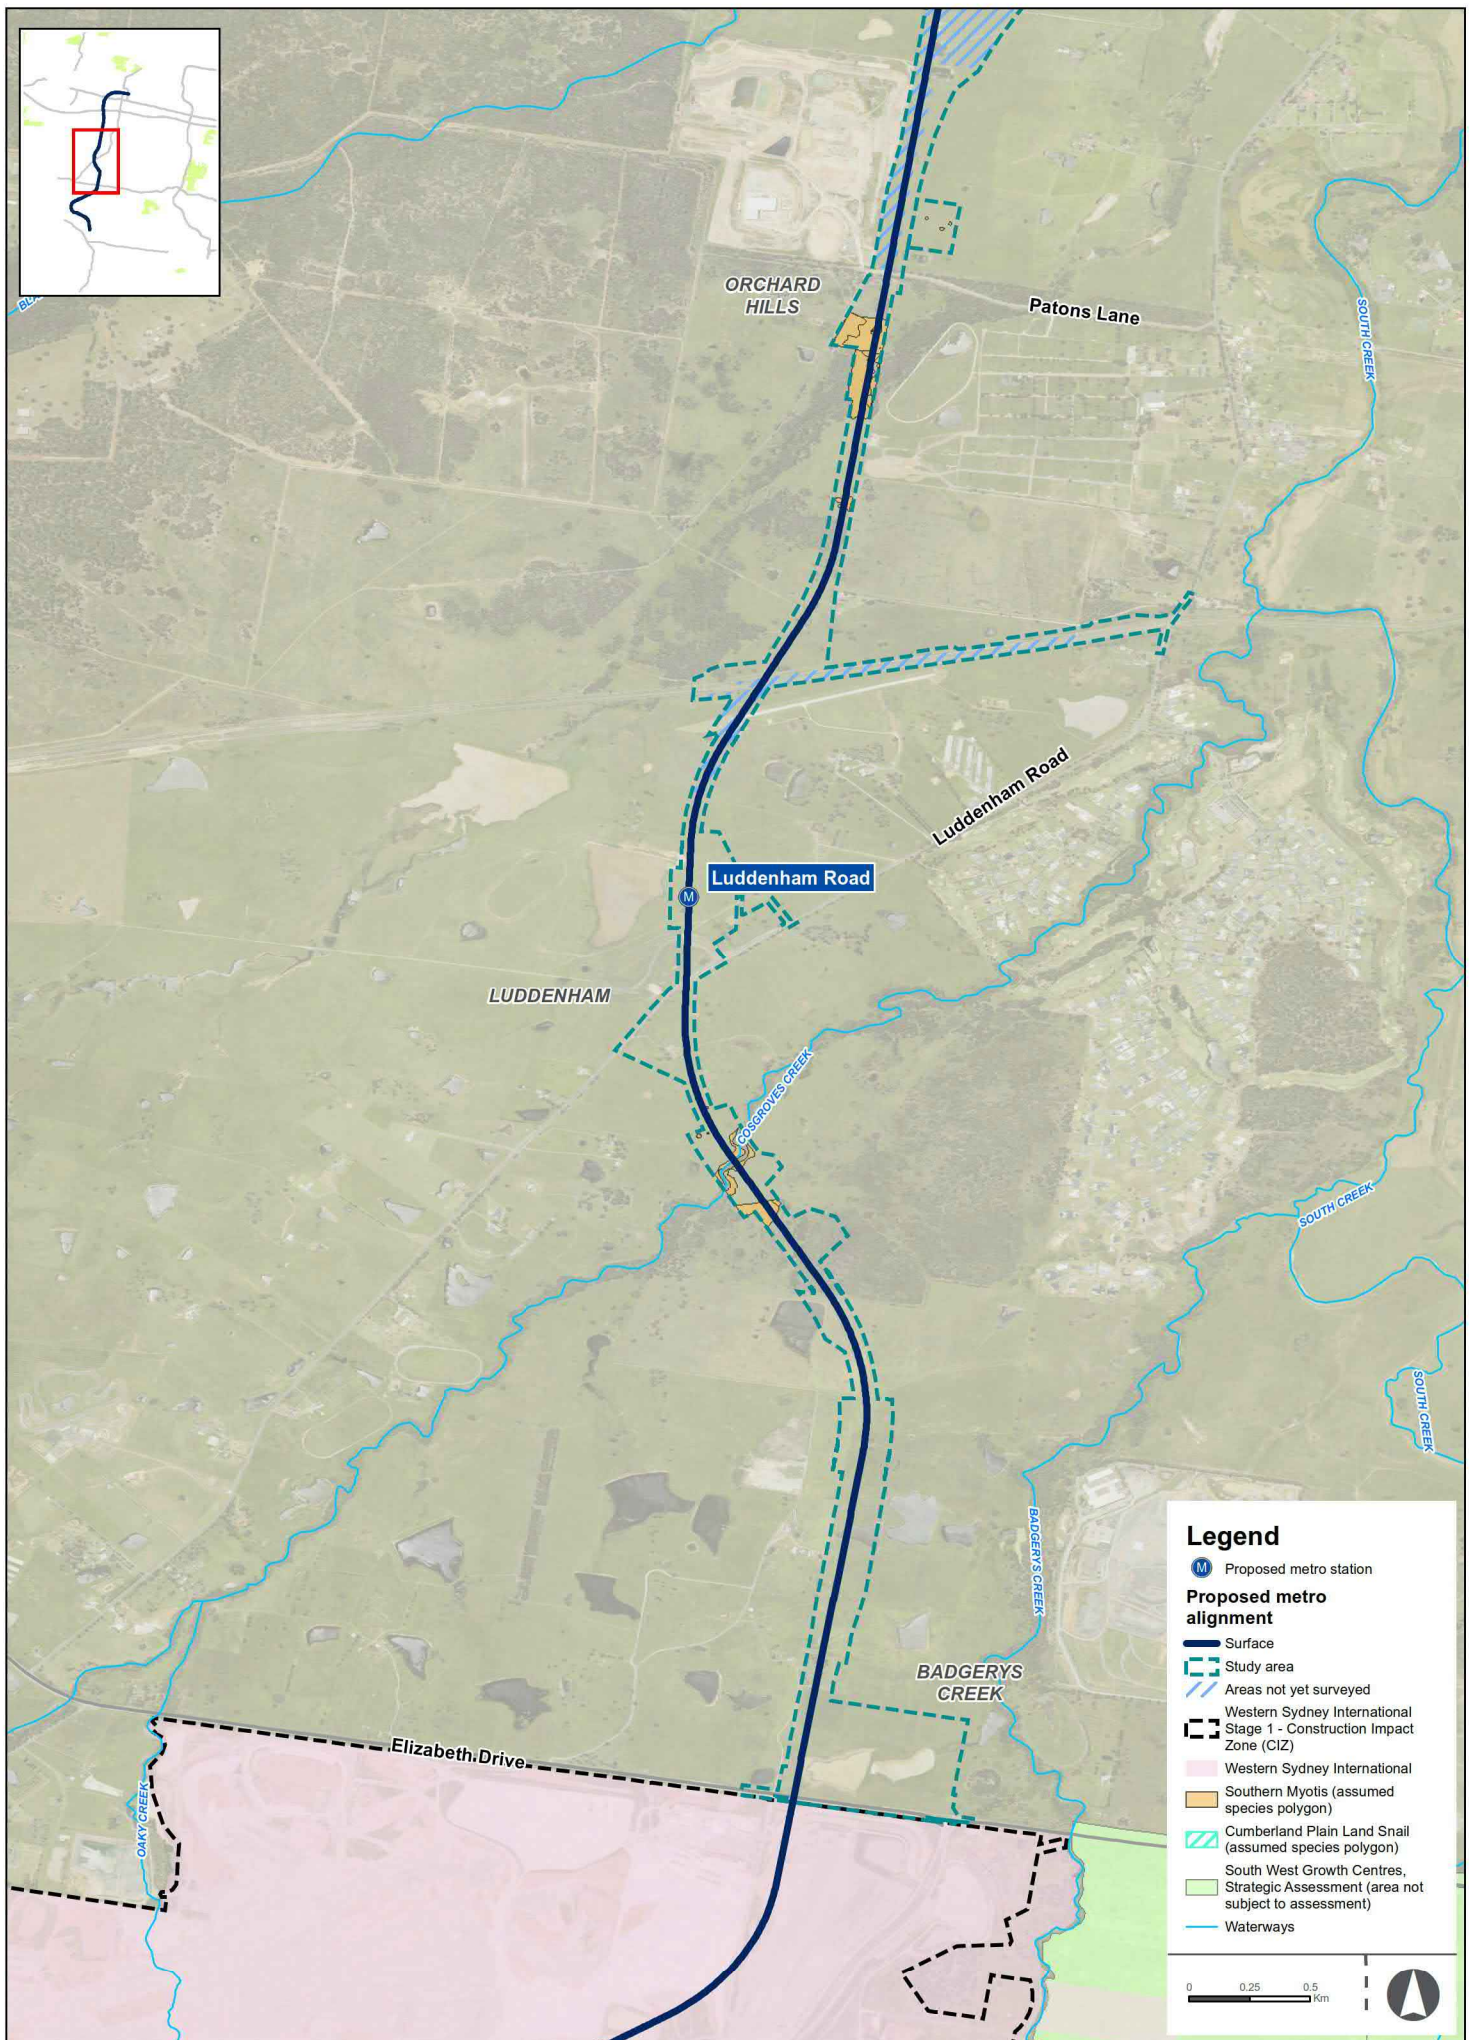 BLA
ORCHARD
HILLS
Patons Lane
SOUTH CREEK
Luddenham Road
Luddenham Road
M
LUDDENHAM
COSGROVES CREEK
SOUTH CREEK
SOUTH CREEK
BADGERYS CREEK
BADGERYS
CREEK
Elizabeth Drive
OAKY CREEK
Legend
M Proposed metro station
Proposed metro
alignment
Surface
Study area
Areas not yet surveyed
Western Sydney International
Stage 1 - Construction Impact
Zone (CIZ)
Western Sydney International
Southern Myotis (assumed
species polygon)
Cumberland Plain Land Snail
(assumed species polygon)
South West Growth Centres,
Strategic Assessment (area not
subject to assessment)
Waterways
0 0.25 0.5
Km